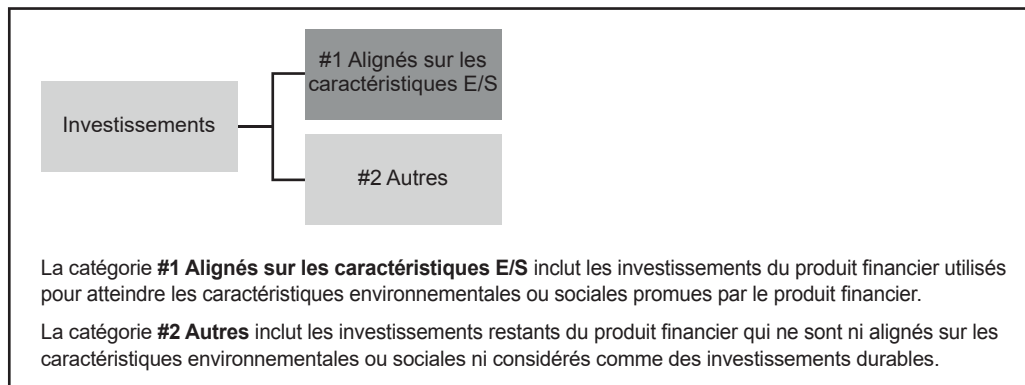 #1 Alignés sur les
caractéristiques E/S
Investissements
#2 Autres
La catégorie #1 Alignés sur les caractéristiques E/S inclut les investissements du produit financier utilisés
pour atteindre les caractéristiques environnementales ou sociales promues par le produit financier.
La catégorie #2 Autres inclut les investissements restants du produit financier qui ne sont ni alignés sur les
caractéristiques environnementales ou sociales ni considérés comme des investissements durables.